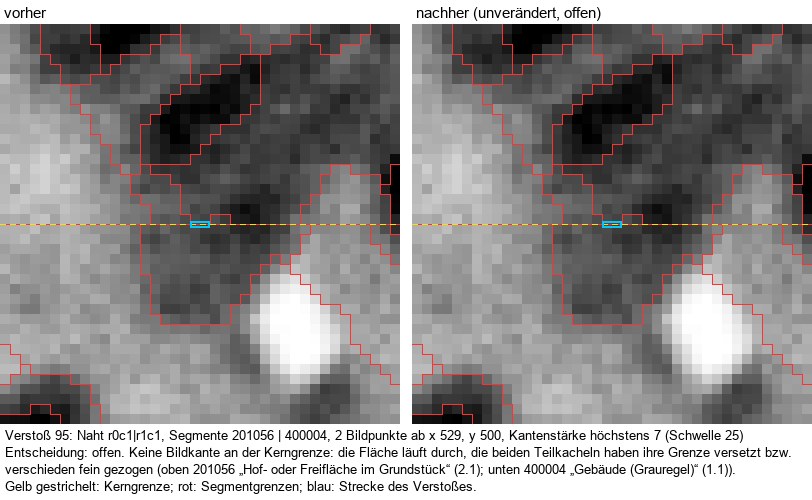 vorher
nachher (unverändert, offen)
Verstoß 95: Naht r0c1|r1c1, Segmente 201056 | 400004, 2 Bildpunkte ab x 529, y 500, Kantenstärke höchstens 7 (Schwelle 25)
Entscheidung: offen. Keine Bildkante an der Kerngrenze: die Fläche läuft durch, die beiden Teilkacheln haben ihre Grenze versetzt bzw.
verschieden fein gezogen (oben 201056 „Hof- oder Freifläche im Grundstück“ (2.1); unten 400004 „Gebäude (Grauregel)“ (1.1)).
Gelb gestrichelt: Kerngrenze; rot: Segmentgrenzen; blau: Strecke des Verstoßes.